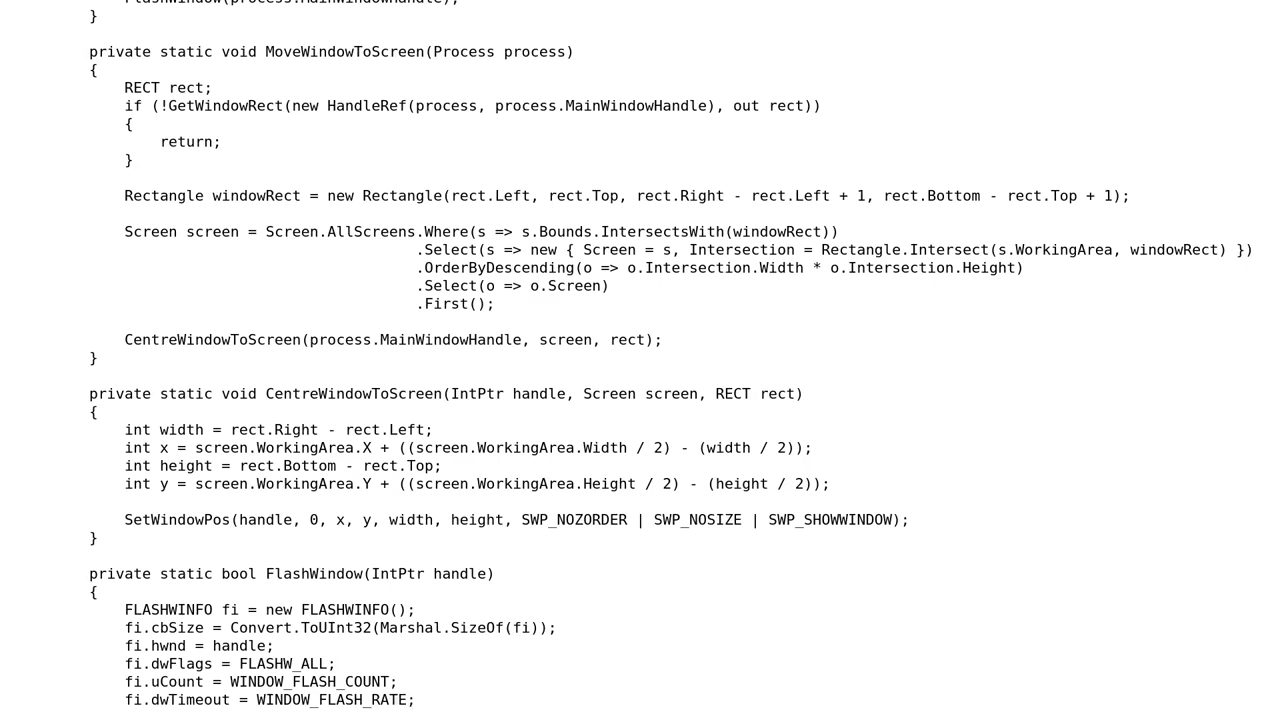 FlashWindow(process.MainWindowHandle);
}
private static void MoveWindowToScreen(Process process)
{
RECT rect;
if (!GetWindowRect(new HandleRef(process, process.MainWindowHandle), out rect))
{
return;
}
Rectangle windowRect = new Rectangle(rect.Left, rect.Top, rect.Right - rect.Left + 1, rect.Bottom - rect.Top + 1);
Screen screen = Screen.AllScreens.Where(s => s.Bounds.IntersectsWith(windowRect))
.Select(s => new { Screen = s, Intersection = Rectangle.Intersect(s.WorkingArea, windowRect) })
.OrderByDescending(o => o.Intersection.Width * o.Intersection.Height)
.Select(o => o.Screen)
.First();
CentreWindowToScreen(process.MainWindowHandle, screen, rect);
}
private static void CentreWindowToScreen(IntPtr handle, Screen screen, RECT rect)
{
int width = rect.Right - rect.Left;
int x = screen.WorkingArea.X + ((screen.WorkingArea.Width / 2) - (width / 2));
int height = rect.Bottom - rect.Top;
int y = screen.WorkingArea.Y + ((screen.WorkingArea.Height / 2) - (height / 2));
SetWindowPos(handle, 0, x, y, width, height, SWP_NOZORDER | SWP_NOSIZE | SWP_SHOWWINDOW);
}
private static bool FlashWindow(IntPtr handle)
{
FLASHWINFO fi = new FLASHWINFO();
fi.cbSize = Convert.ToUInt32(Marshal.SizeOf(fi));
fi.hwnd = handle;
fi.dwFlags = FLASHW_ALL;
fi.uCount = WINDOW_FLASH_COUNT;
fi.dwTimeout = WINDOW_FLASH_RATE;